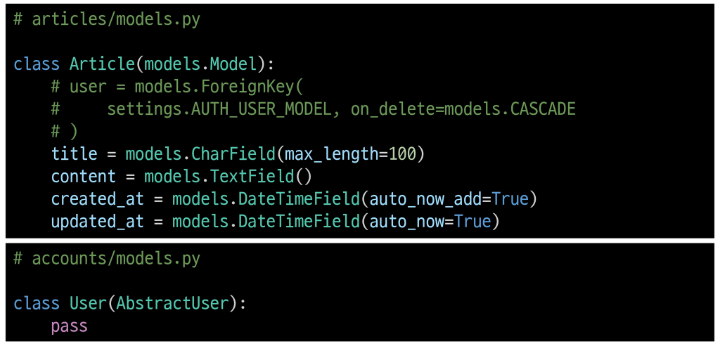 # articles/models.py
class Article(models.Model):
    # user = models.ForeignKey(
    #     settings.AUTH_USER_MODEL, on_delete=models.CASCADE
    # )
    title = models.CharField(max_length=100)
    content = models.TextField()
    created_at = models.DateTimeField(auto_now_add=True)
    updated_at = models.DateTimeField(auto_now=True)
# accounts/models.py
class User(AbstractUser):
    pass